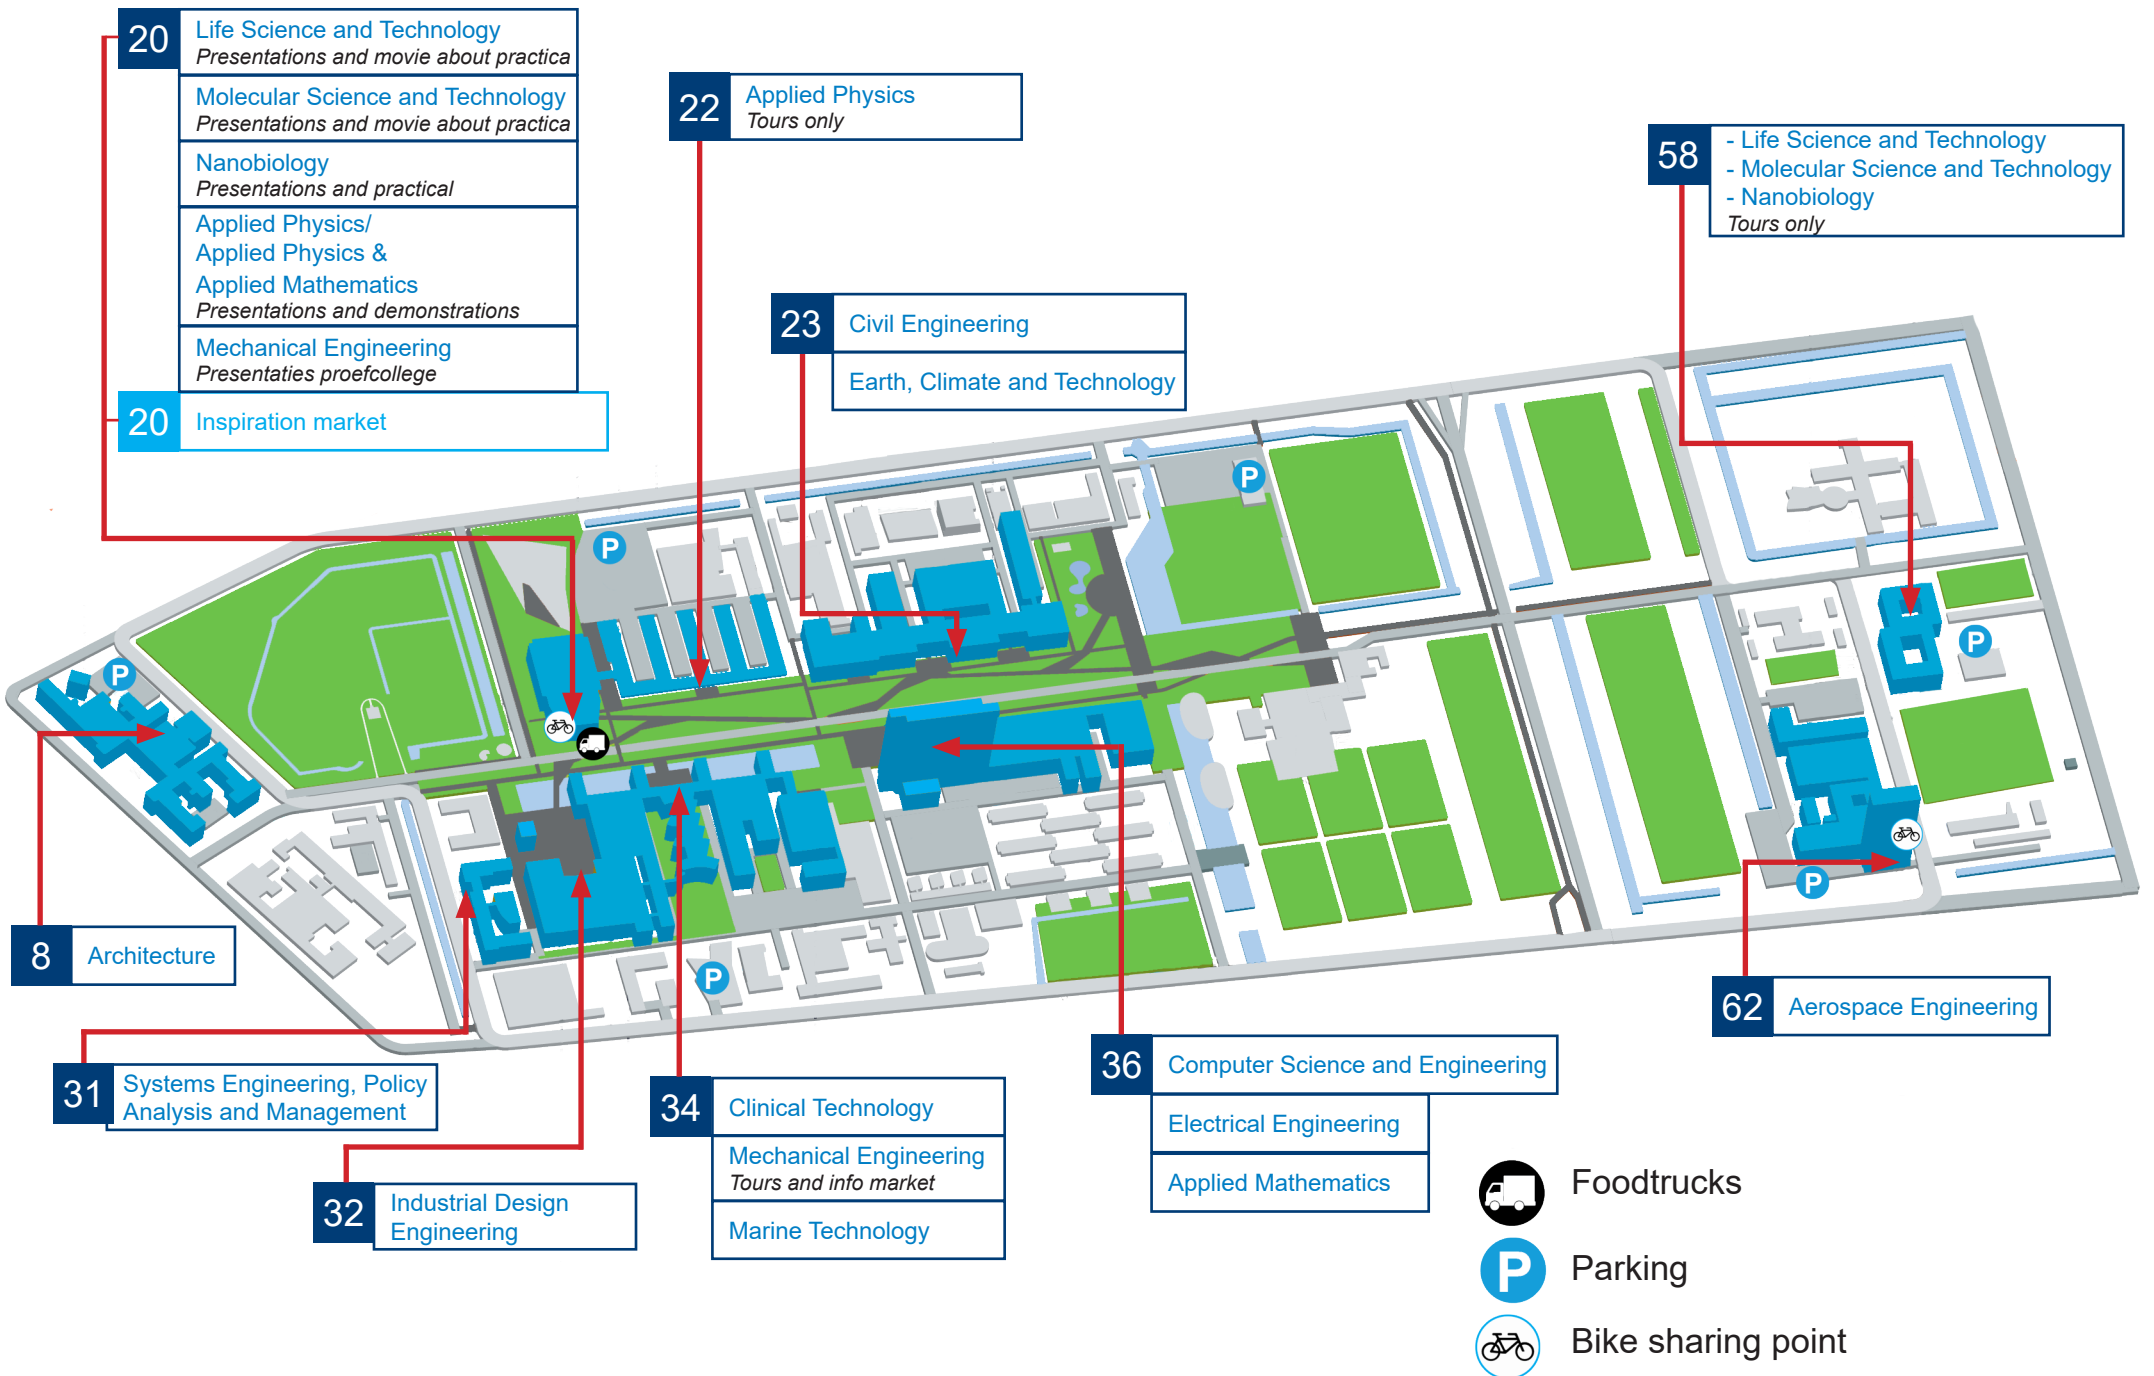 20
Life Science and Technology
Presentations and movie about practica
Molecular Science and Technology
Presentations and movie about practica
Nanobiology
Presentations and practical
Applied Physics/
Applied Physics &
Applied Mathematics
Presentations and demonstrations
Mechanical Engineering
Presentaties proefcollege
20
Inspiration market
22
Applied Physics
Tours only
58
- Life Science and Technology
- Molecular Science and Technology
- Nanobiology
Tours only
23
Civil Engineering
Earth, Climate and Technology
P
P
P
P
P
P
8
Architecture
31
Systems Engineering, Policy
Analysis and Management
32
Industrial Design
Engineering
34
Clinical Technology
Mechanical Engineering
Tours and info market
Marine Technology
36
Computer Science and Engineering
Electrical Engineering
Applied Mathematics
62
Aerospace Engineering
Foodtrucks
P
Parking
Bike sharing point